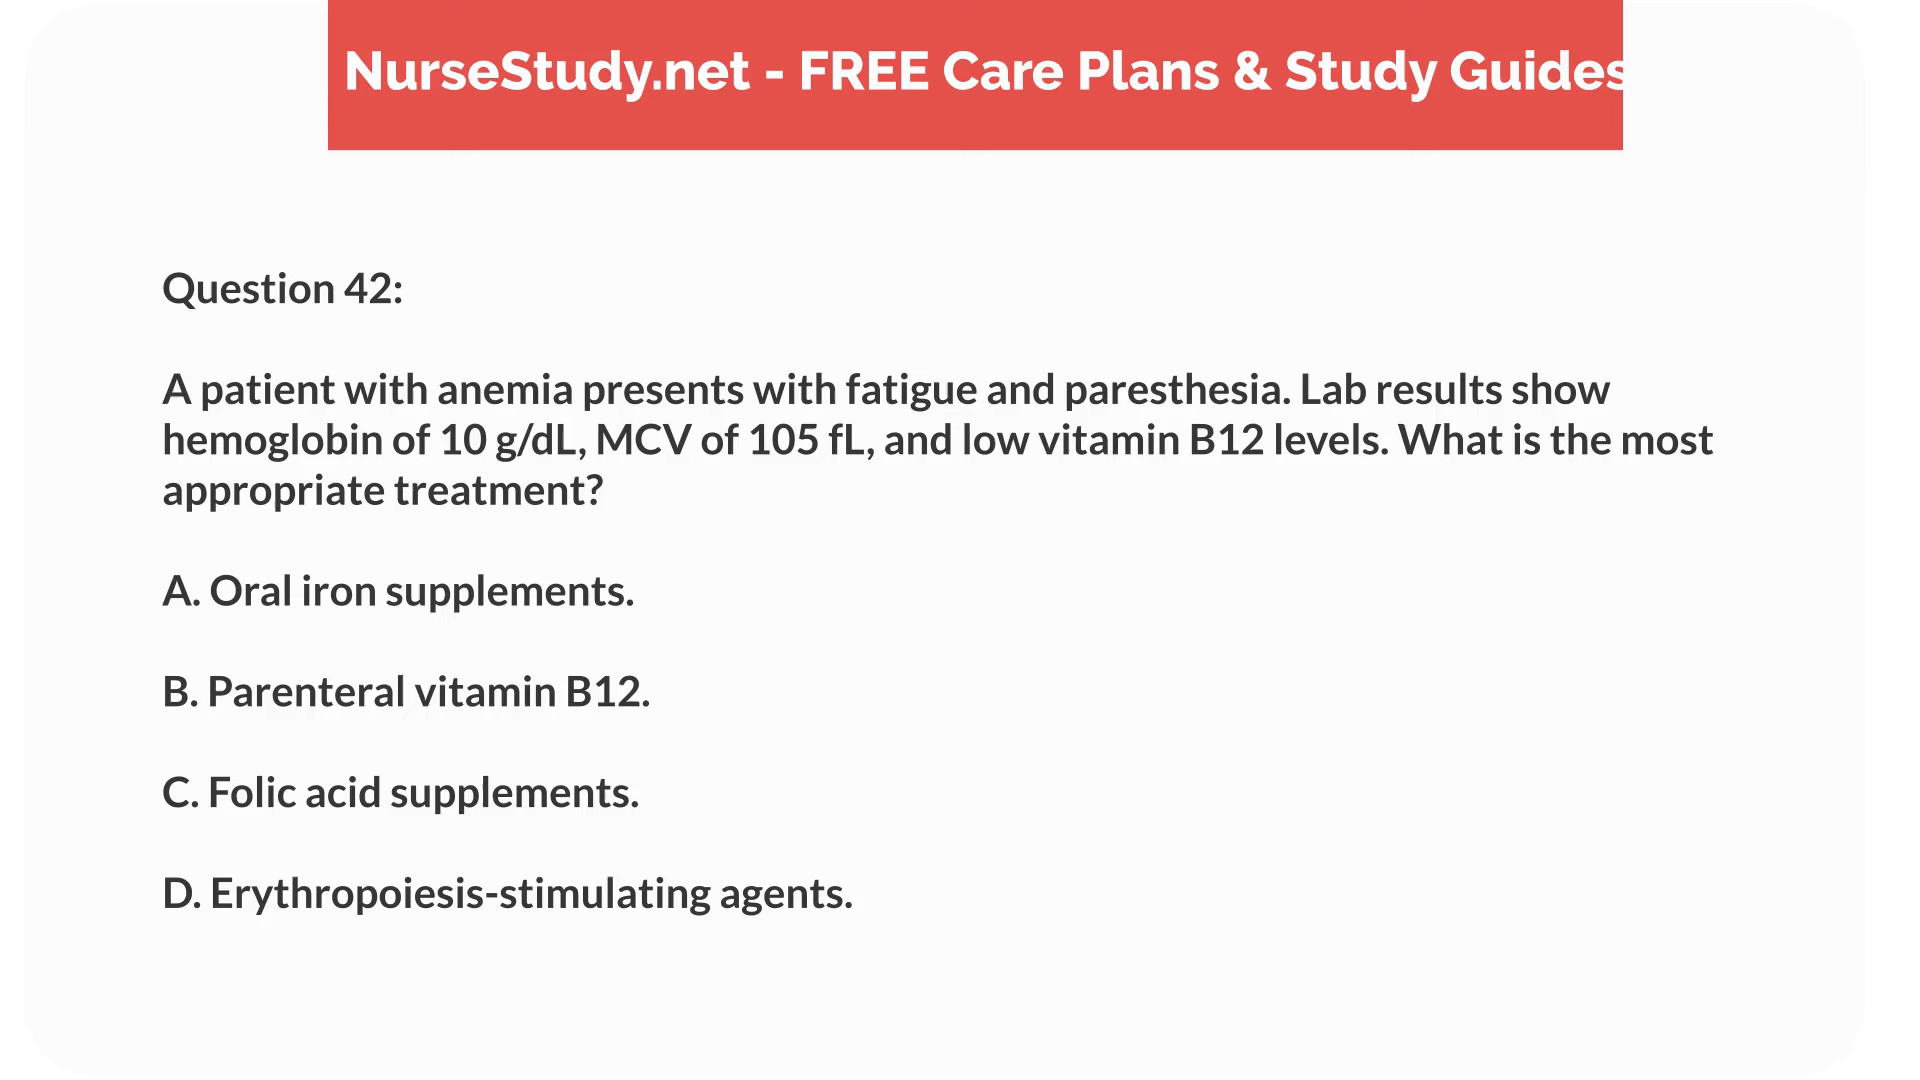 NurseStudy.net - FREE Care Plans & Study Guides
Question 42:
A patient with anemia presents with fatigue and paresthesia. Lab results show
hemoglobin of 10 g/dL, MCV of 105 fL, and low vitamin B12 levels. What is the most
appropriate treatment?
A. Oral iron supplements.
B. Parenteral vitamin B12.
C. Folic acid supplements.
D. Erythropoiesis-stimulating agents.